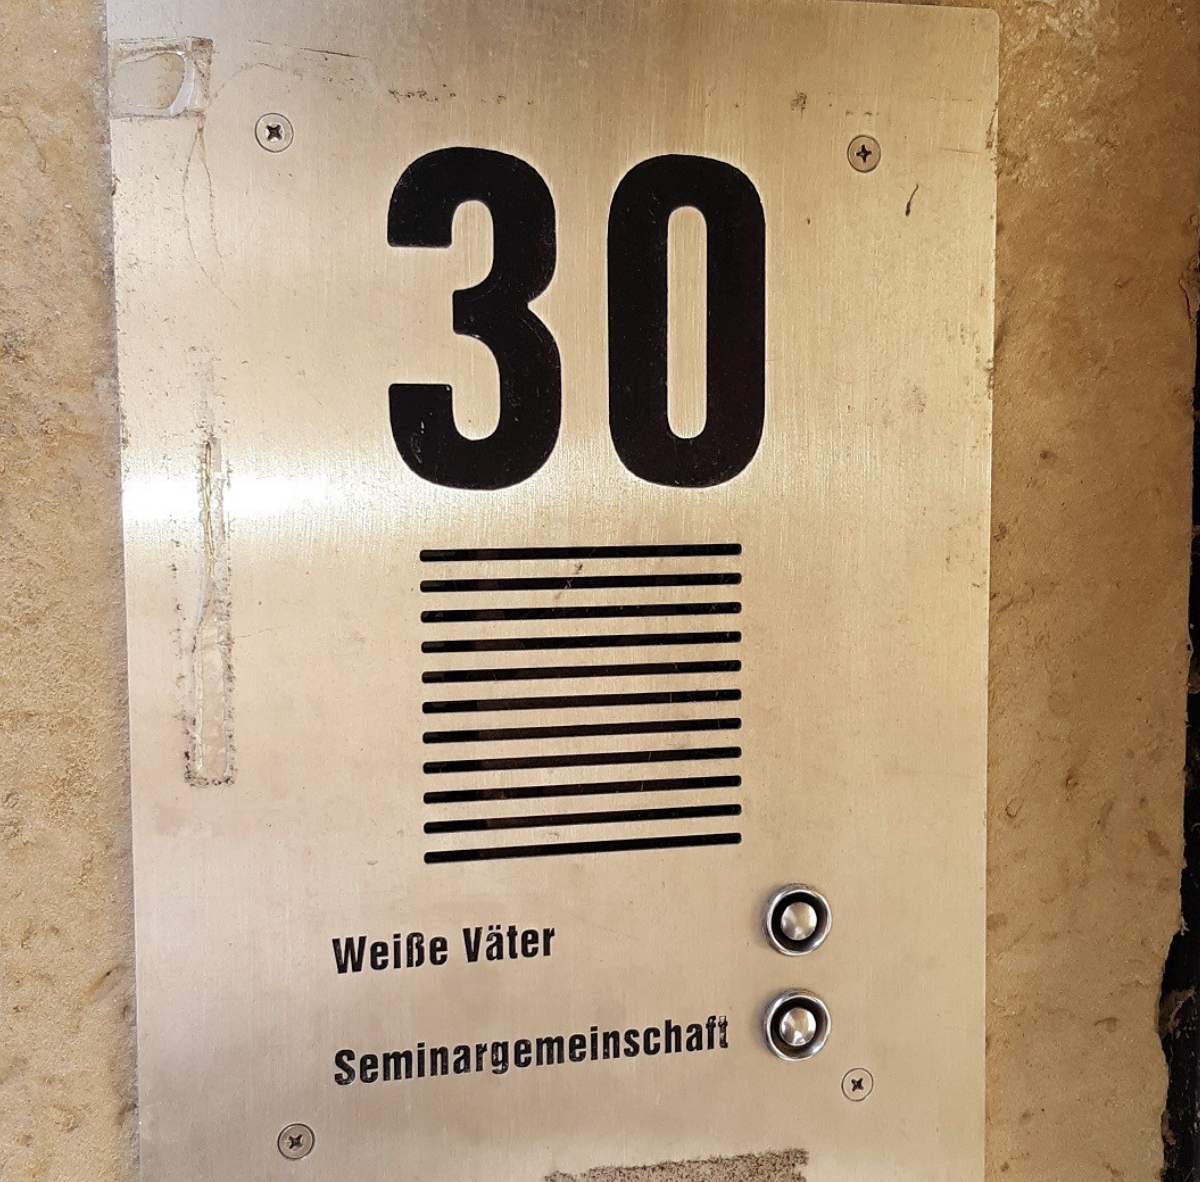 30
Weiße Väter
Seminargemeinschaft